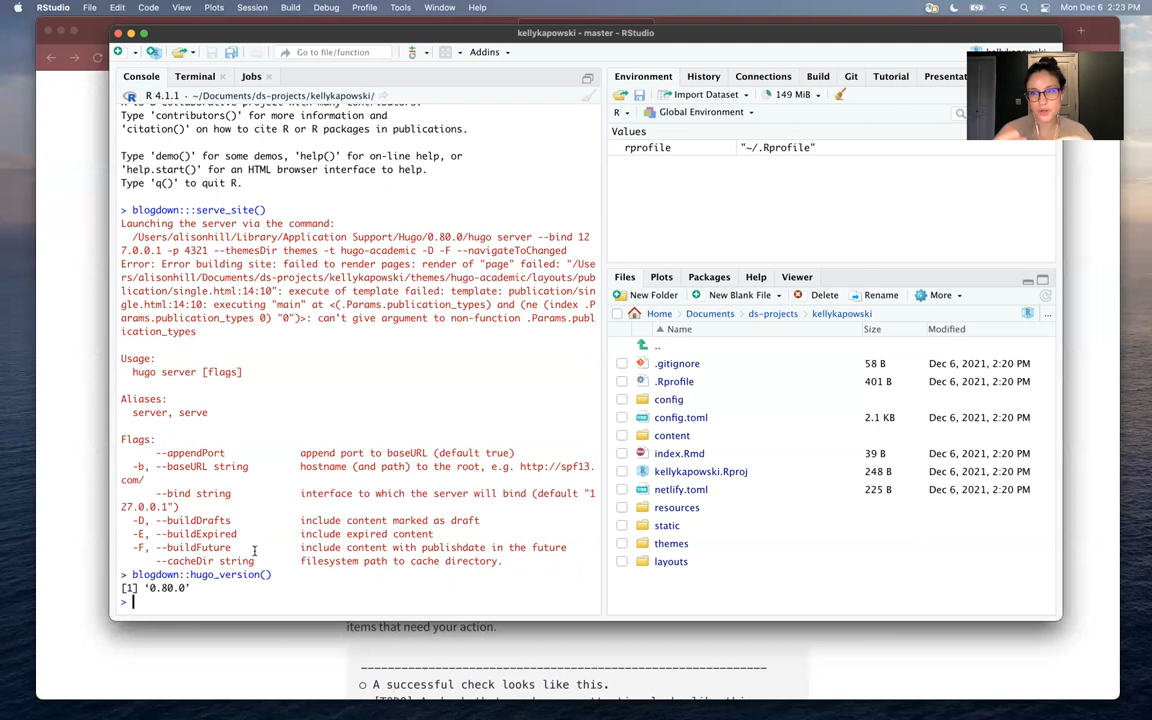 RStudio File Edit Code View Plots Session Build Debug Profile Tools Window Help Mon Dec 6 2:23 PM
kellykapowski - master - RStudio
Go to file/function Addins
Console Terminal Jobs
R 4.1.1 · ~/Documents/ds-projects/kellykapowski/
Type 'contributors()' for more information and
'citation()' on how to cite R or R packages in publications.
Type 'demo()' for some demos, 'help()' for on-line help, or
'help.start()' for an HTML browser interface to help.
Type 'q()' to quit R.
> blogdown:::serve_site()
Launching the server via the command:
/Users/alisonhill/Library/Application Support/Hugo/0.80.0/hugo server --bind 12
7.0.0.1 -p 4321 --themesDir themes -t hugo-academic -D -F --navigateToChanged
Error: Error building site: failed to render pages: render of "page" failed: "/Use
rs/alisonhill/Documents/ds-projects/kellykapowski/themes/hugo-academic/layouts/pub
lication/single.html:14:10": execute of template failed: template: publication/sin
gle.html:14:10: executing "main" at <(.Params.publication_types) and (ne (index .P
arams.publication_types 0) "0")>: can't give argument to non-function .Params.publ
ication_types
Usage:
hugo server [flags]
Aliases:
server, serve
Flags:
--appendPort append port to baseURL (default true)
-b, --baseURL string hostname (and path) to the root, e.g. http://spf13.
com/
--bind string interface to which the server will bind (default "1
27.0.0.1")
-D, --buildDrafts include content marked as draft
-E, --buildExpired include expired content
-F, --buildFuture include content with publishdate in the future
--cacheDir string filesystem path to cache directory.
> blogdown::hugo_version()
[1] ‘0.80.0’
>
Environment History Connections Build Git Tutorial Presentat
Import Dataset 149 MiB
R Global Environment
Values
rprofile "~/.Rprofile"
Files Plots Packages Help Viewer
New Folder New Blank File Delete Rename More
Home Documents ds-projects kellykapowski ...
Name Size Modified
..
.gitignore 58 B Dec 6, 2021, 2:20 PM
.Rprofile 401 B Dec 6, 2021, 2:20 PM
config
config.toml 2.1 KB Dec 6, 2021, 2:20 PM
content
index.Rmd 39 B Dec 6, 2021, 2:20 PM
kellykapowski.Rproj 248 B Dec 6, 2021, 2:20 PM
netlify.toml 225 B Dec 6, 2021, 2:20 PM
resources
static
themes
layouts
items that need your action.
○ A successful check looks like this.